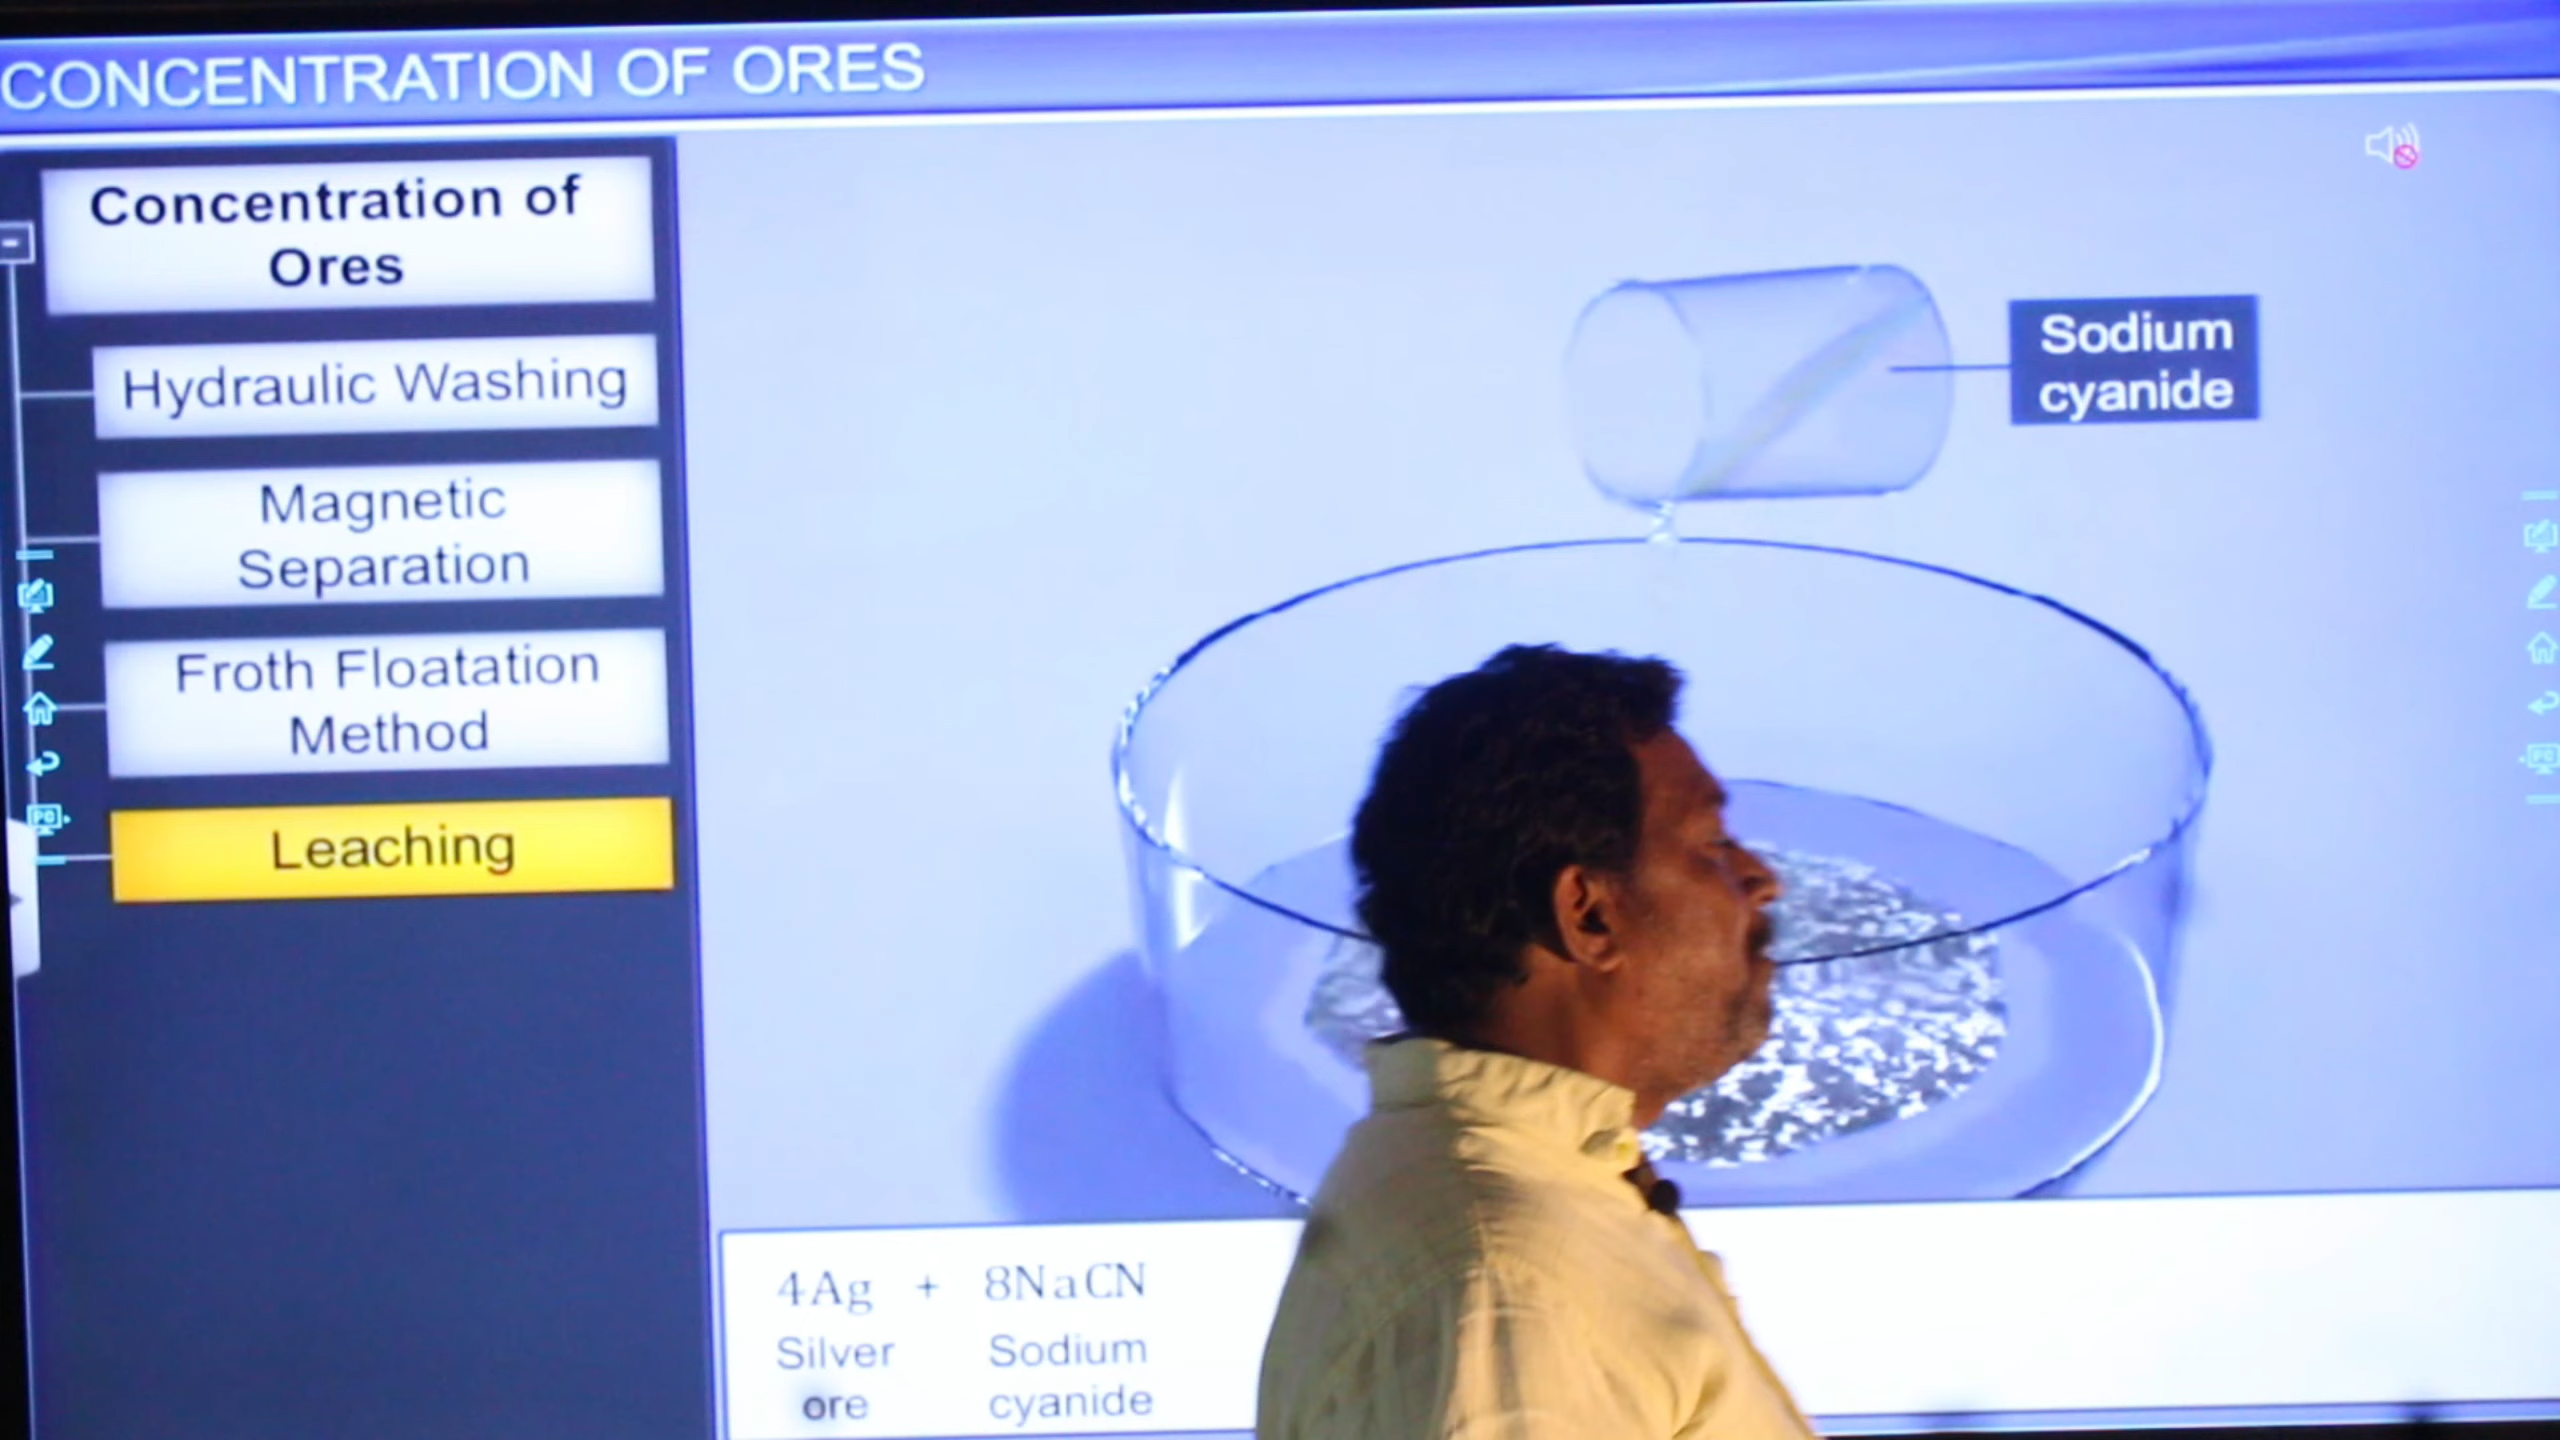 CONCENTRATION OF ORES
Concentration of
Ores
Hydraulic Washing
Magnetic
Separation
Froth Floatation
Method
Leaching
Sodium
cyanide
4Ag + 8NaCN
Silver Sodium
ore cyanide